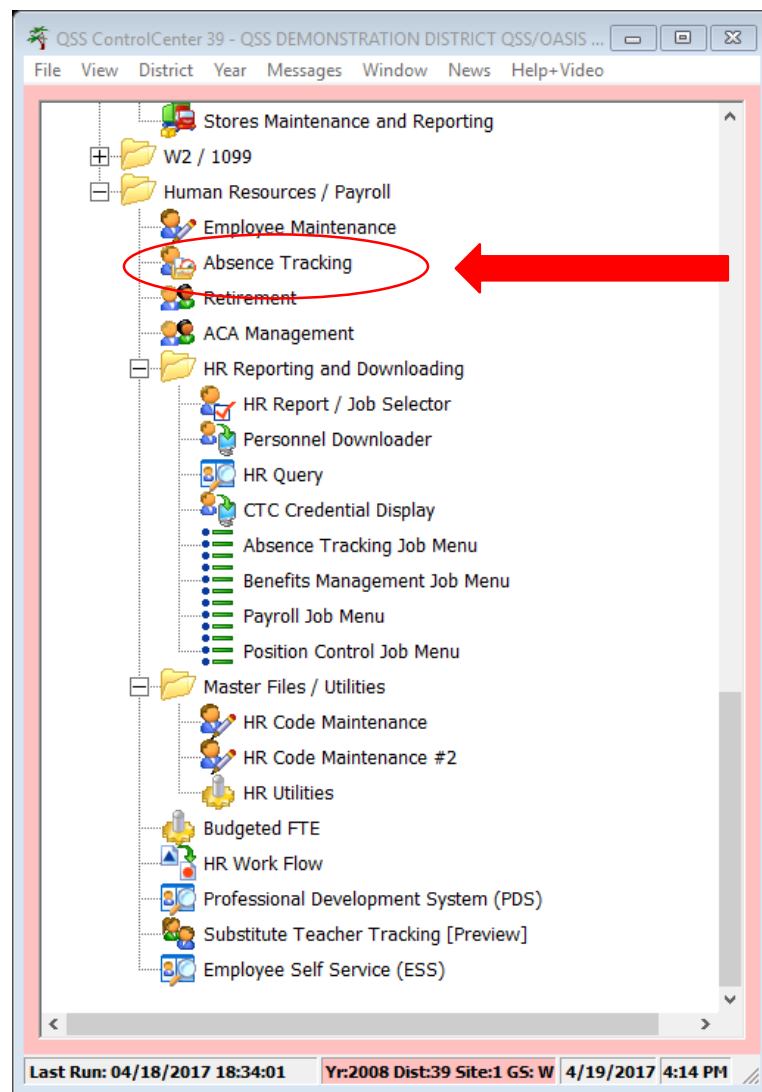 QSS ControlCenter 39 - QSS DEMONSTRATION DISTRICT QSS/OASIS ...
File View District Year Messages Window News Help+Video
Stores Maintenance and Reporting
W2 / 1099
Human Resources / Payroll
Employee Maintenance
Absence Tracking
Retirement
ACA Management
HR Reporting and Downloading
HR Report / Job Selector
Personnel Downloader
HR Query
CTC Credential Display
Absence Tracking Job Menu
Benefits Management Job Menu
Payroll Job Menu
Position Control Job Menu
Master Files / Utilities
HR Code Maintenance
HR Code Maintenance #2
HR Utilities
Budgeted FTE
HR Work Flow
Professional Development System (PDS)
Substitute Teacher Tracking [Preview]
Employee Self Service (ESS)
Last Run: 04/18/2017 18:34:01 Yr:2008 Dist:39 Site:1 GS: W 4/19/2017 4:14 PM